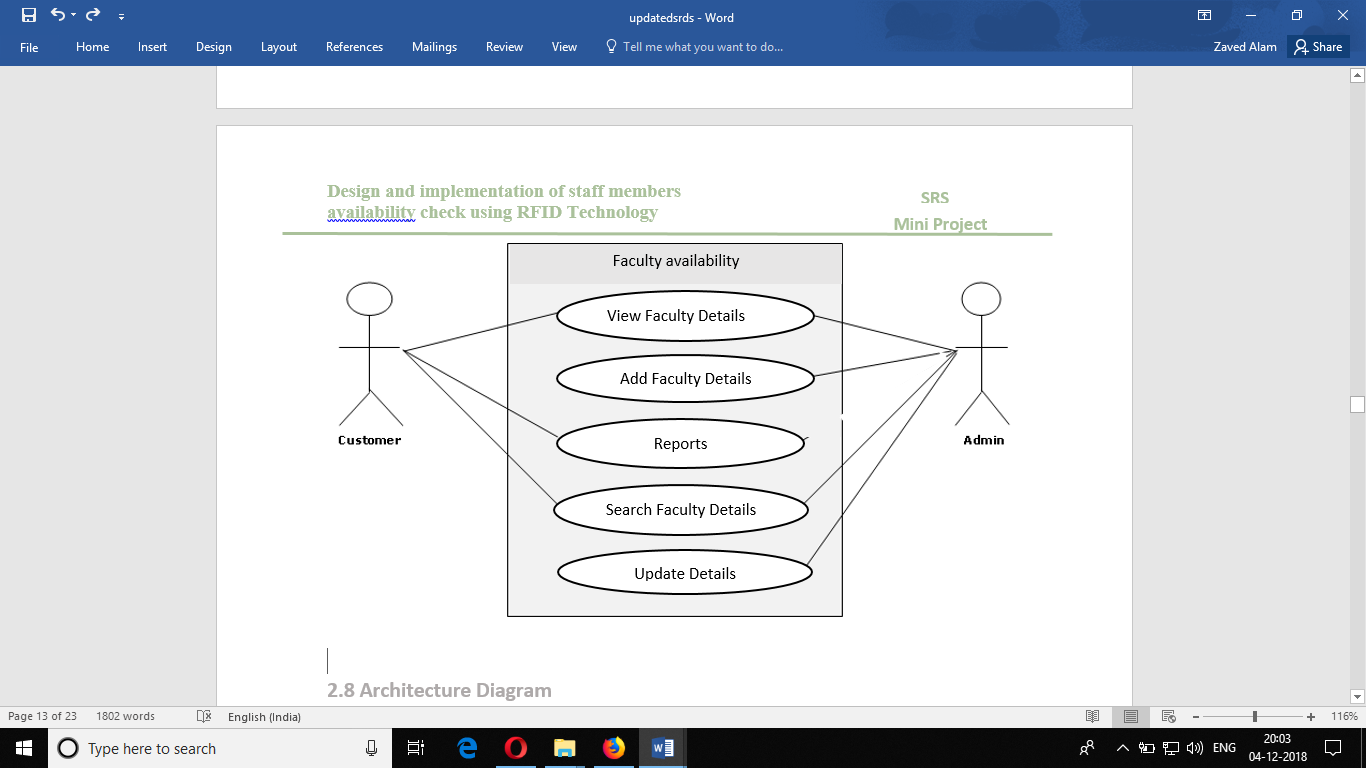 updatedsrds - Word
File Home Insert Design Layout References Mailings Review View Tell me what you want to do... Zaved Alam Share
Design and implementation of staff members
availability check using RFID Technology
SRS
Mini Project
Faculty availability
View Faculty Details
Add Faculty Details
Reports
Search Faculty Details
Update Details
Customer
Admin
2.8 Architecture Diagram
Page 13 of 23 1802 words English (India) 116%
Type here to search
ENG
20:03
04-12-2018